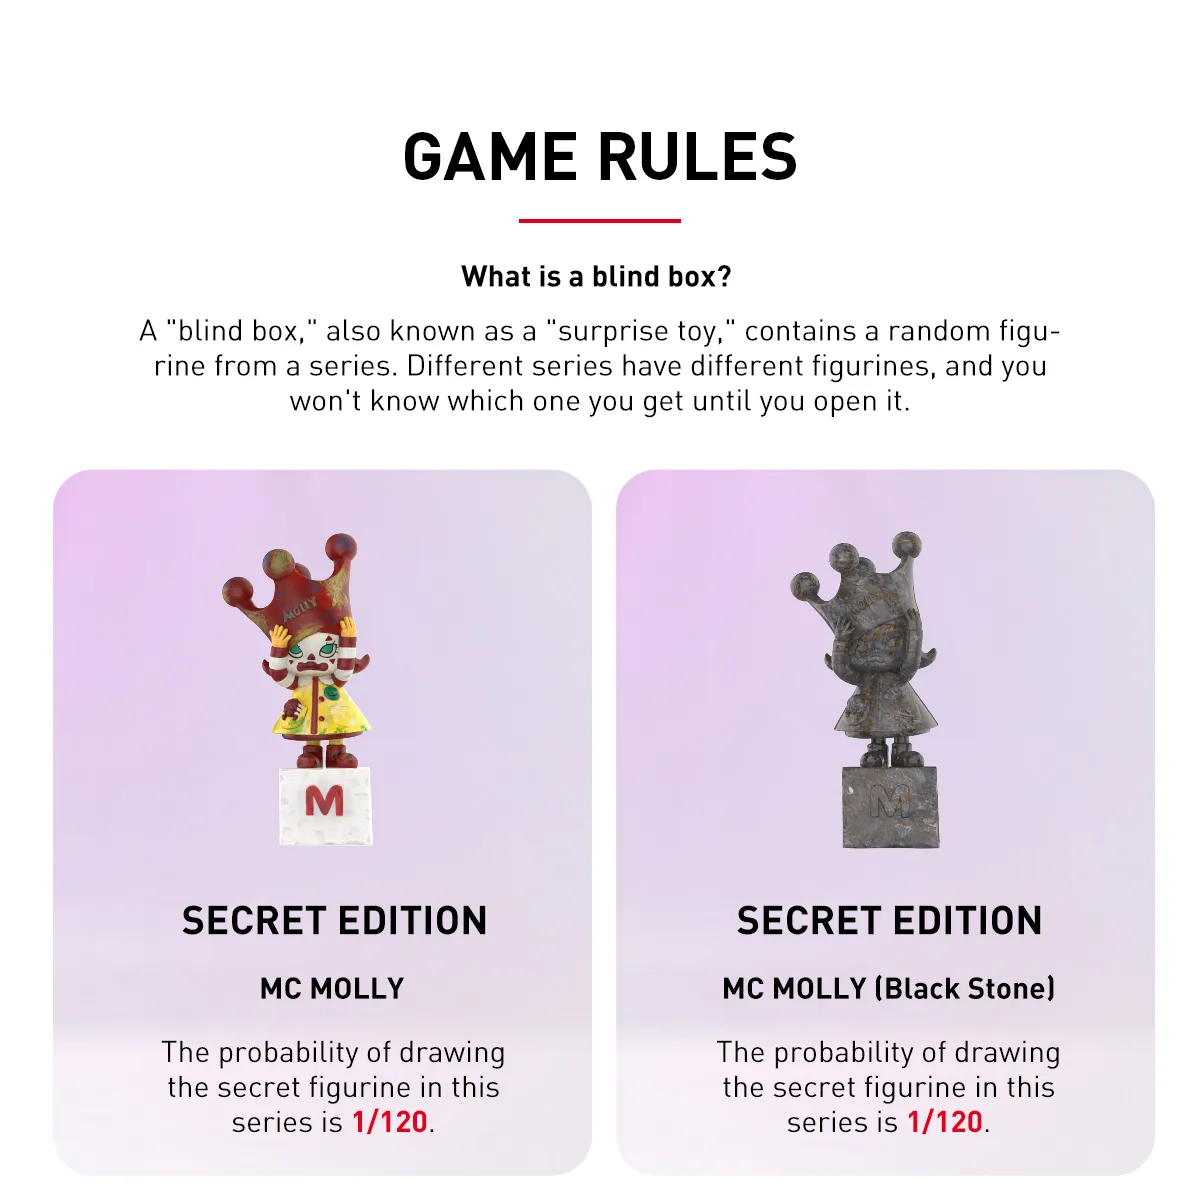 GAME RULES
What is a blind box?
A "blind box," also known as a "surprise toy," contains a random figu-
rine from a series. Different series have different figurines, and you
won't know which one you get until you open it.
MOLLY
M
SECRET EDITION
MC MOLLY
The probability of drawing
the secret figurine in this
series is 1/120.
MOLLY
M
SECRET EDITION
MC MOLLY (Black Stone)
The probability of drawing
the secret figurine in this
series is 1/120.